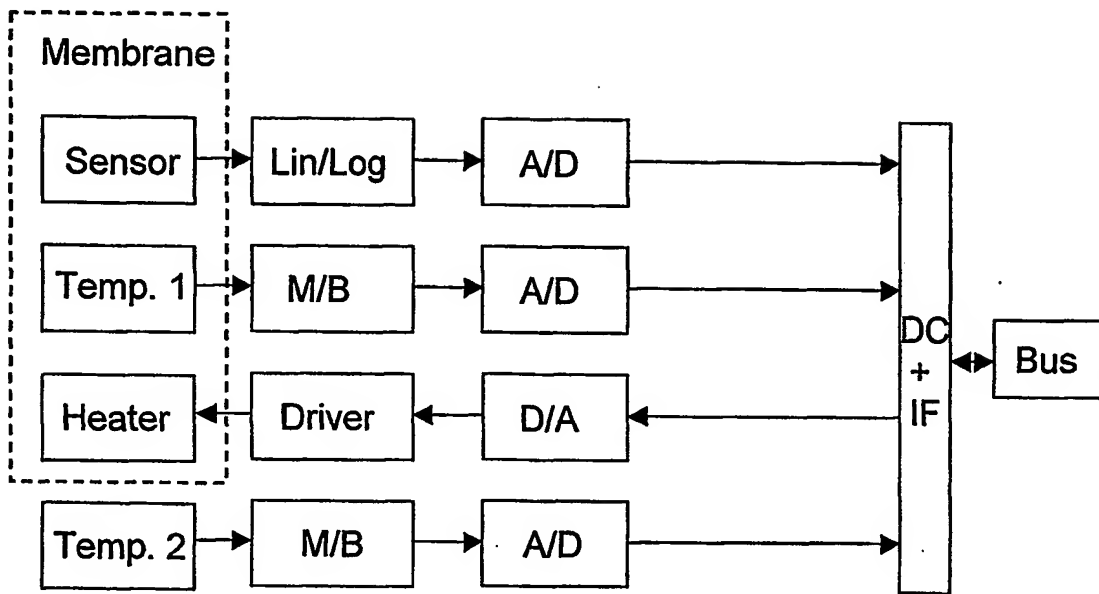 Membrane
Sensor
Lin/Log
A/D
Temp. 1
M/B
A/D
DC
+
IF
Bus
Heater
Driver
D/A
Temp. 2
M/B
A/D